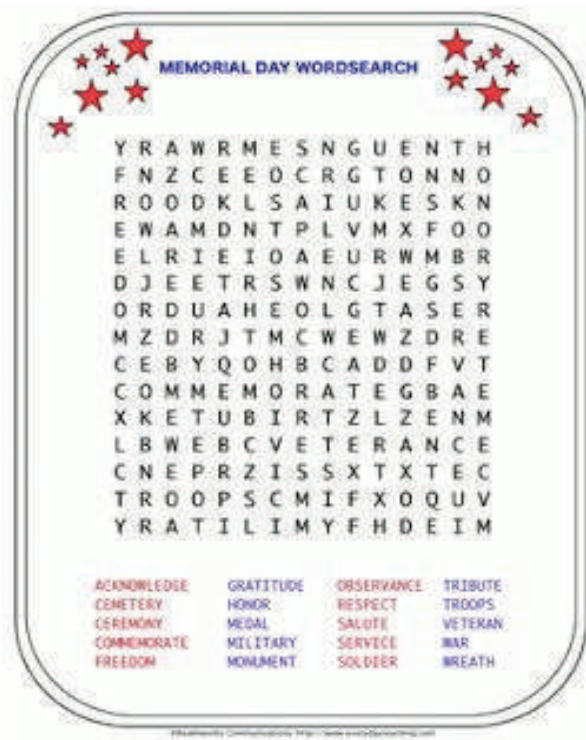 MEMORIAL DAY WORDSEARCH
Y R A W R M E S N G U E N T H
F N Z C E E O C R G T O N N O
R O O D K L S A I U K E S K N
E W A M D N T P L V M X F O O
E L R I E I O A E U R W M B R
D J E E T R S W N C J E G S Y
O R D U A H E O L G T A S E R
M Z D R J T M C W E W Z D R E
C E B Y Q O H B C A D D F V T
C O M M E M O R A T E G B A E
X K E T U B I R T Z L Z E N M
L B W E B C V E T E R A N C E
C N E P R Z I S S X T X T E C
T R O O P S C M I F X O Q U V
Y R A T I L I M Y F H D E I M
ACKNOWLEDGE GRATITUDE OBSERVANCE TRIBUTE
CEMETERY HONOR RESPECT TROOPS
CEREMONY MEDAL SALUTE VETERAN
COMMEMORATE MILITARY SERVICE WAR
FREEDOM MONUMENT SOLDIER WREATH